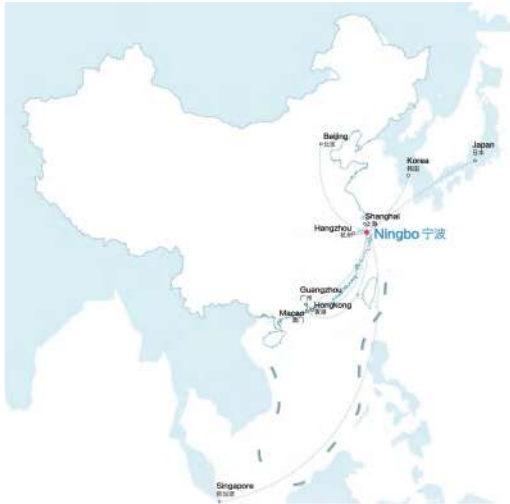 Beijing
北京
Japan
日本
Korea
韩国
Shanghai
上海
Hangzhou
杭州
Ningbo 宁波
Guangzhou
广州
Hongkong
香港
Macao
澳门
Singapore
新加坡